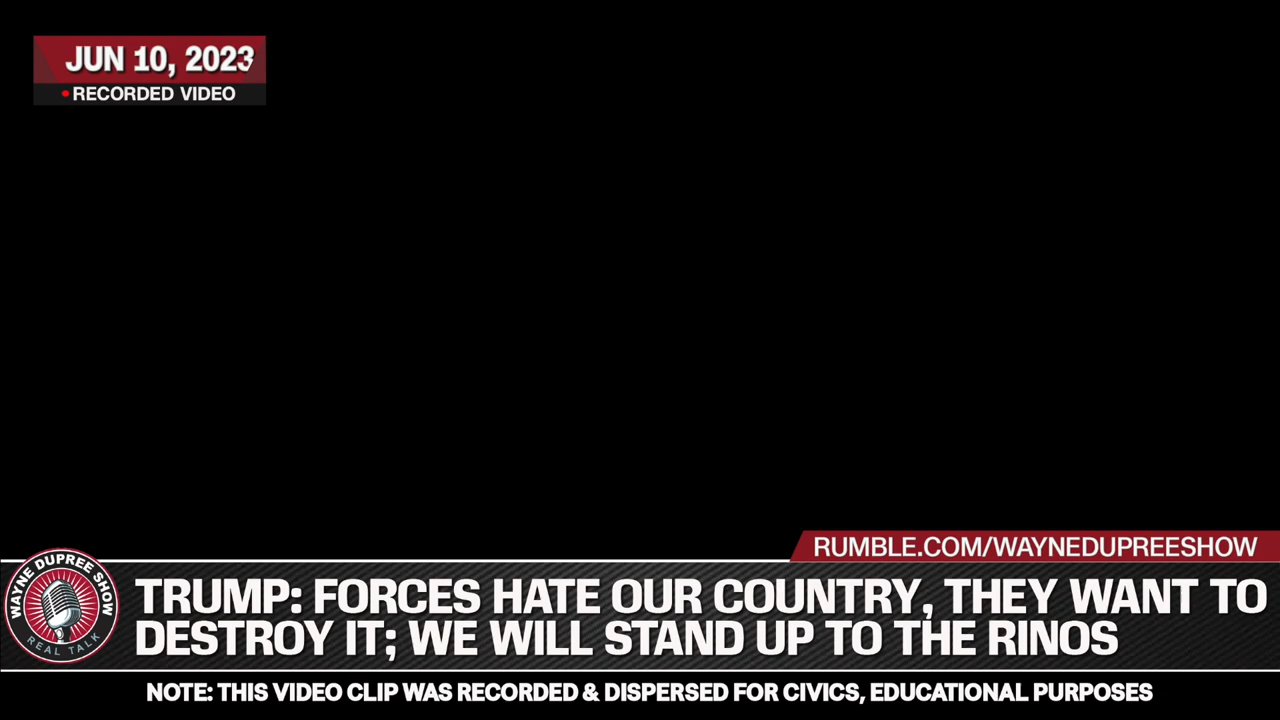 JUN 10, 2023
RECORDED VIDEO
RUMBLE.COM/WAYNEDUPREESHOW
WAYNE DUPREE SHOW
REAL TALK
TRUMP: FORCES HATE OUR COUNTRY, THEY WANT TO
DESTROY IT; WE WILL STAND UP TO THE RINOS
NOTE: THIS VIDEO CLIP WAS RECORDED & DISPERSED FOR CIVICS, EDUCATIONAL PURPOSES